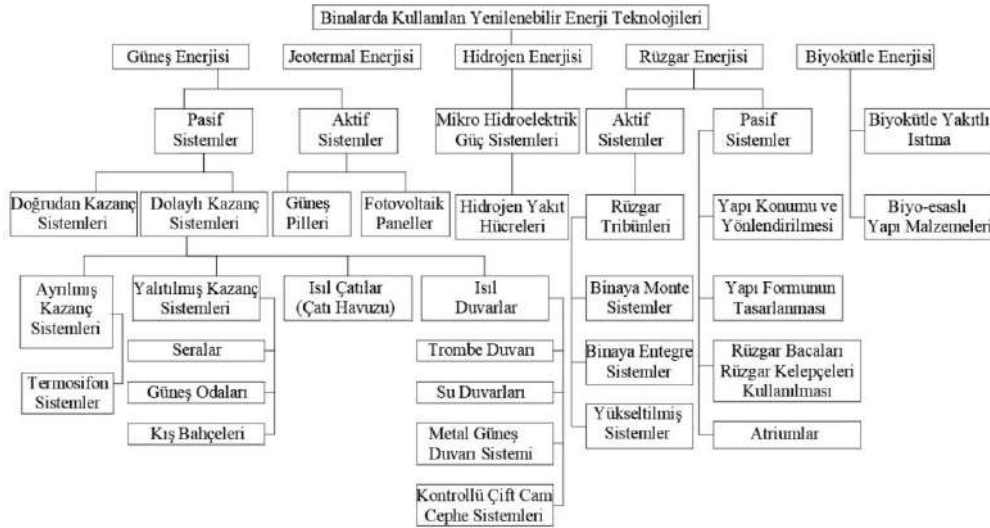 Binalarda Kullanılan Yenilenebilir Enerji Teknolojileri
Güneş Enerjisi
Jeotermal Enerjisi
Hidrojen Enerjisi
Rüzgar Enerjisi
Biyokütle Enerjisi
Pasif
Sistemler
Aktif
Sistemler
Mikro Hidroelektrik
Güç Sistemleri
Aktif
Sistemler
Pasif
Sistemler
Biyokütle Yakıtlı
Isıtma
Doğrudan Kazanç
Sistemleri
Dolaylı Kazanç
Sistemleri
Güneş
Pilleri
Fotovoltaik
Paneller
Hidrojen Yakıt
Hücreleri
Rüzgar
Tribünleri
Yapı Konumu ve
Yönlendirilmesi
Biyo-esaslı
Yapı Malzemeleri
Ayrılmış
Kazanç
Sistemleri
Yalıtılmış Kazanç
Sistemleri
Isıl Çatılar
(Çatı Havuzu)
Isıl
Duvarlar
Binaya Monte
Sistemler
Yapı Formunun
Tasarlanması
Termosifon
Sistemler
Seralar
Güneş Odaları
Kış Bahçeleri
Trombe Duvarı
Su Duvarları
Metal Güneş
Duvarı Sistemi
Kontrollü Çift Cam
Cephe Sistemleri
Binaya Entegre
Sistemler
Yükseltilmiş
Sistemler
Rüzgar Bacaları
Rüzgar Kelepçeleri
Kullanılması
Atriumlar